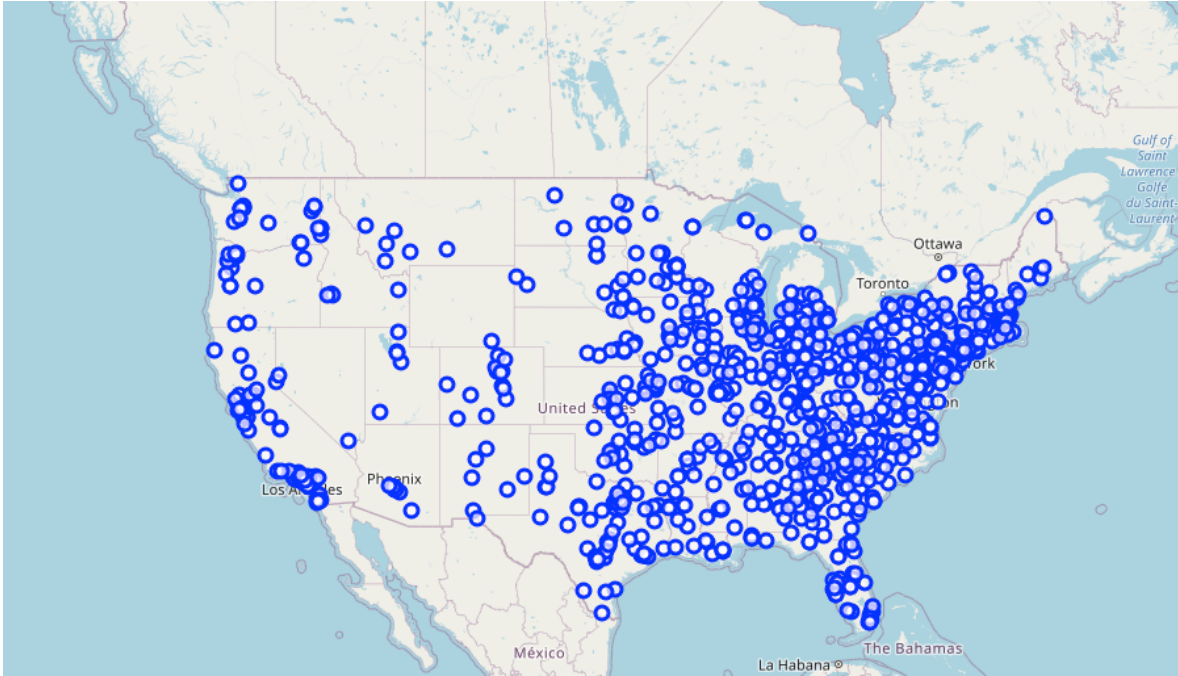 Gulf of
Saint
Lawrence
Golfe
du Saint-
Laurent
Ottawa
Toronto
United States
Phoenix
Los Angeles
México
The Bahamas
La Habana